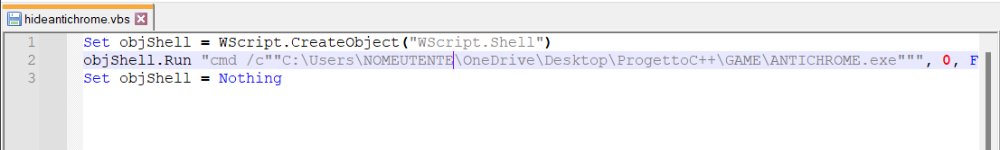 hideantichrome.vbs
1 Set objShell = WScript.CreateObject("WScript.Shell")
2 objShell.Run "cmd /c""C:\Users\NOMEUTENTE\OneDrive\Desktop\ProgettoC++\GAME\ANTICHROME.exe""", 0, F
3 Set objShell = Nothing